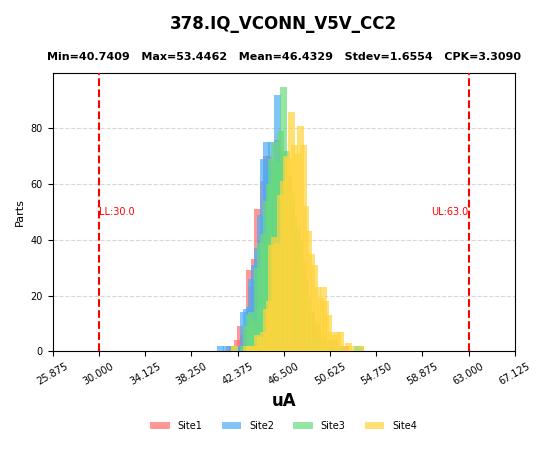 378.IQ_VCONN_V5V_CC2
Min=40.7409 Max=53.4462 Mean=46.4329 Stdev=1.6554 CPK=3.3090
Parts
80
60
40
20
0
LL:30.0
UL:63.0
25.875 30.000 34.125 38.250 42.375 46.500 50.625 54.750 58.875 63.000 67.125
uA
Site1 Site2 Site3 Site4